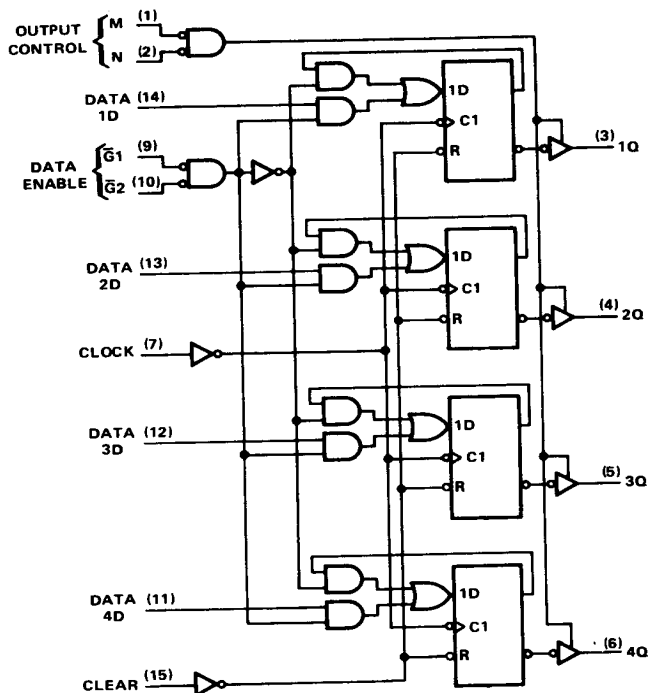 OUTPUT CONTROL
M (1)
N (2)
DATA 1D (14)
1D
C1
R
(3) 1Q
DATA ENABLE
G̅1 (9)
G̅2 (10)
DATA 2D (13)
1D
C1
R
(4) 2Q
CLOCK (7)
DATA 3D (12)
1D
C1
R
(5) 3Q
DATA 4D (11)
1D
C1
R
(6) 4Q
CLEAR (15)